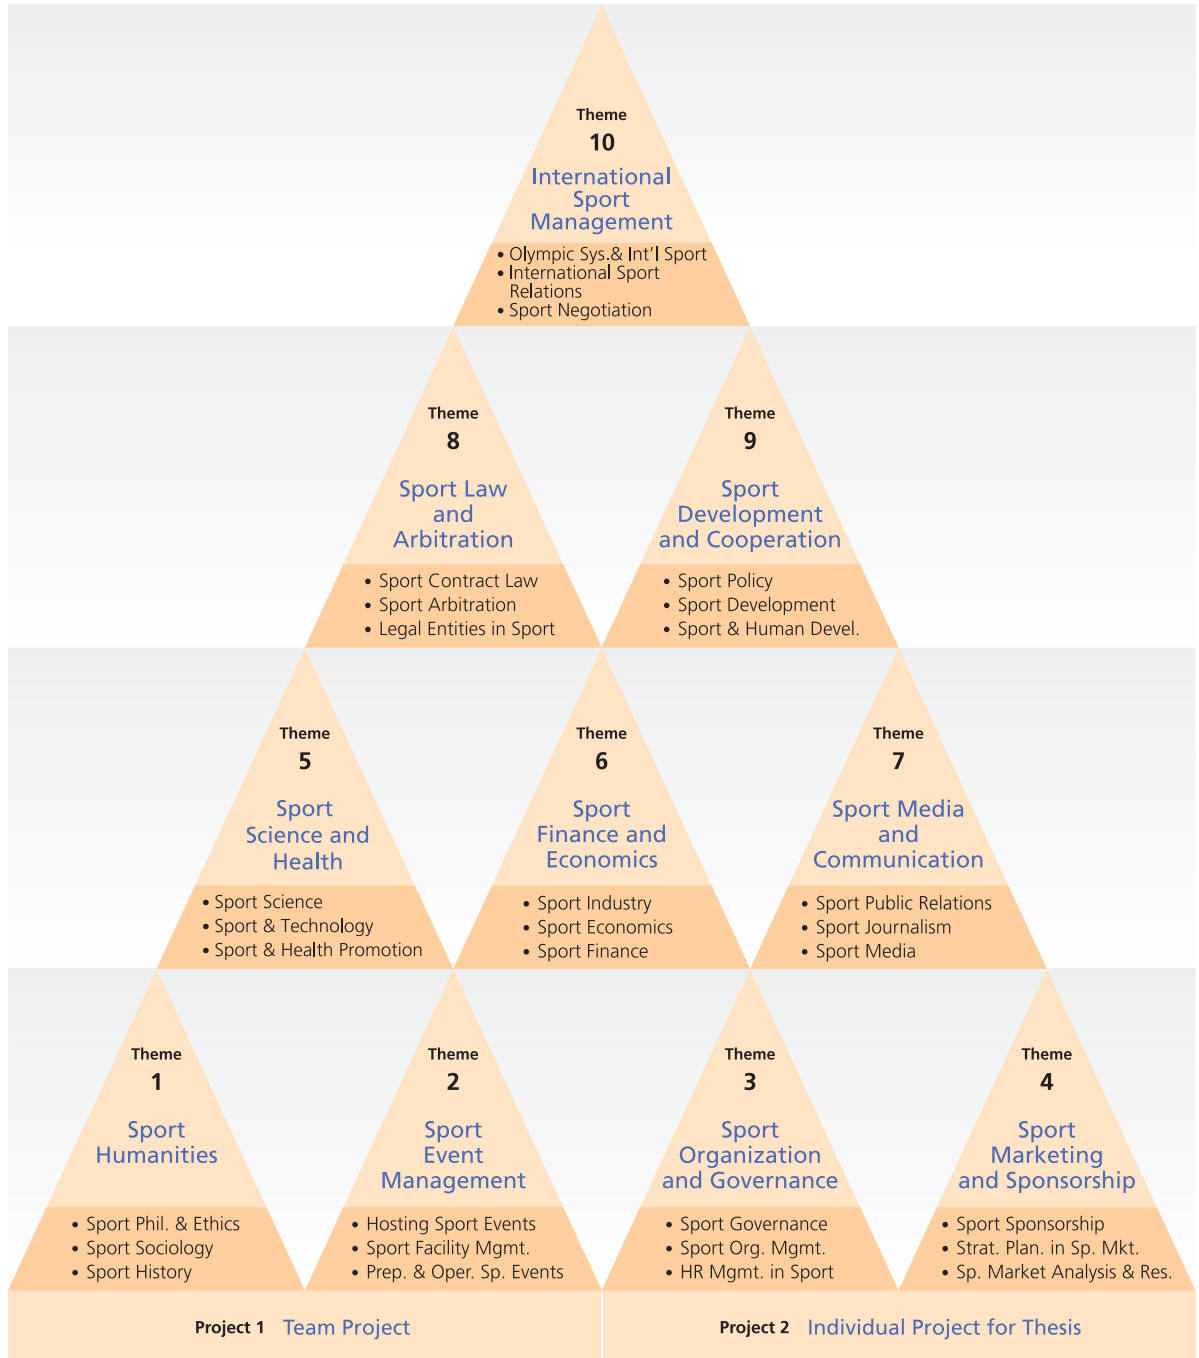 Theme
10
International
Sport
Management
• Olympic Sys.& Int'l Sport
• International Sport
Relations
• Sport Negotiation
Theme
8
Sport Law
and
Arbitration
• Sport Contract Law
• Sport Arbitration
• Legal Entities in Sport
Theme
9
Sport
Development
and Cooperation
• Sport Policy
• Sport Development
• Sport & Human Devel.
Theme
5
Sport
Science and
Health
• Sport Science
• Sport & Technology
• Sport & Health Promotion
Theme
6
Sport
Finance and
Economics
• Sport Industry
• Sport Economics
• Sport Finance
Theme
7
Sport Media
and
Communication
• Sport Public Relations
• Sport Journalism
• Sport Media
Theme
1
Sport
Humanities
• Sport Phil. & Ethics
• Sport Sociology
• Sport History
Theme
2
Sport
Event
Management
• Hosting Sport Events
• Sport Facility Mgmt.
• Prep. & Oper. Sp. Events
Theme
3
Sport
Organization
and Governance
• Sport Governance
• Sport Org. Mgmt.
• HR Mgmt. in Sport
Theme
4
Sport
Marketing
and Sponsorship
• Sport Sponsorship
• Strat. Plan. in Sp. Mkt.
• Sp. Market Analysis & Res.
Project 1 Team Project
Project 2 Individual Project for Thesis